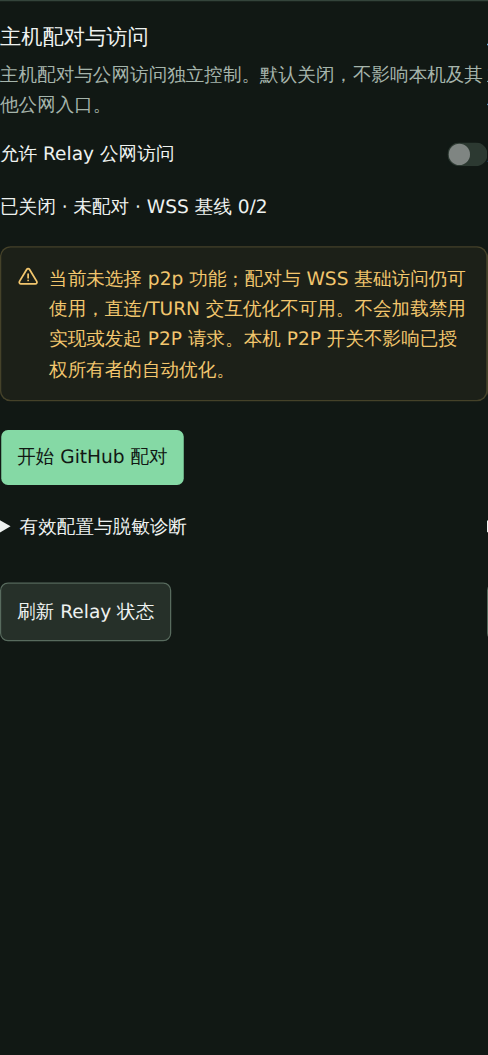 主机配对与访问
主机配对与公网访问独立控制。默认关闭，不影响本机及其
他公网入口。
允许 Relay 公网访问
已关闭 · 未配对 · WSS 基线 0/2
当前未选择 p2p 功能；配对与 WSS 基础访问仍可
使用，直连/TURN 交互优化不可用。不会加载禁用
实现或发起 P2P 请求。本机 P2P 开关不影响已授
权所有者的自动优化。
开始 GitHub 配对
有效配置与脱敏诊断
刷新 Relay 状态